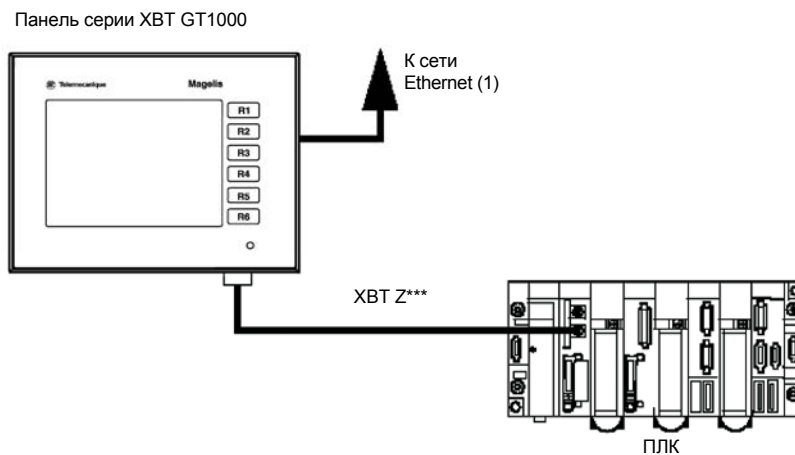 Панель серии XBT GT1000
К сети
Ethernet (1)
Telemecanique
Magelis
R1
R2
R3
R4
R5
R6
XBT Z***
ПЛК